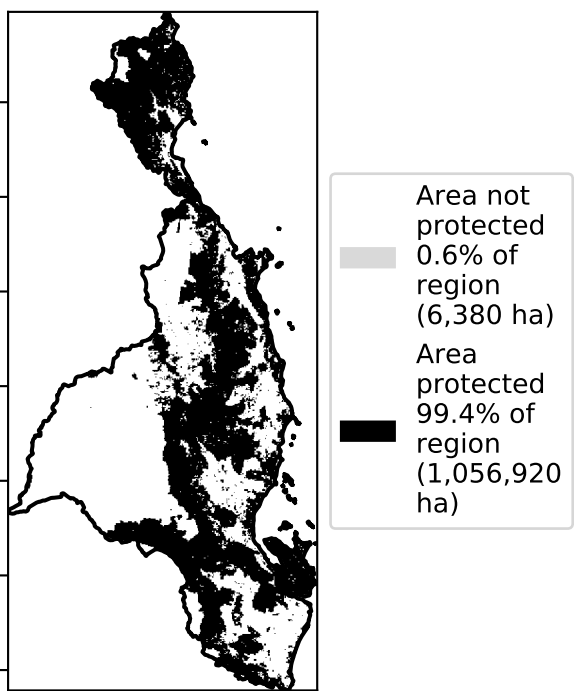 Area not
protected
0.6% of
region
(6,380 ha)
Area
protected
99.4% of
region
(1,056,920
ha)